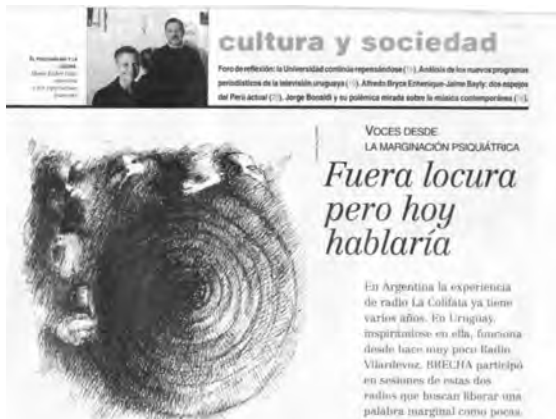 EL PSICOANÁLISIS Y LA
cultura y sociedad
Foro de reflexión: la Universidad continúa repensándose Análisis de los nuevos programas
periodísticos de la televisión uruguaya Alfredo Bryce Echenique-Jaime Bayly: dos espejos
del Perú actual Jorge Bonaldi y su polémica mirada sobre la música contemporánea
VOCES DESDE
LA MARGINACIÓN PSIQUIÁTRICA
Fuera locura
pero hoy
hablaría
En Argentina la experiencia
de radio La Colifata ya tiene
varios años. En Uruguay,
inspirándose en ella, funciona
desde hace muy poco Radio
Vilardevoz. BRECHA participó
en sesiones de estas dos
radios que buscan liberar una
palabra marginal como pocas.